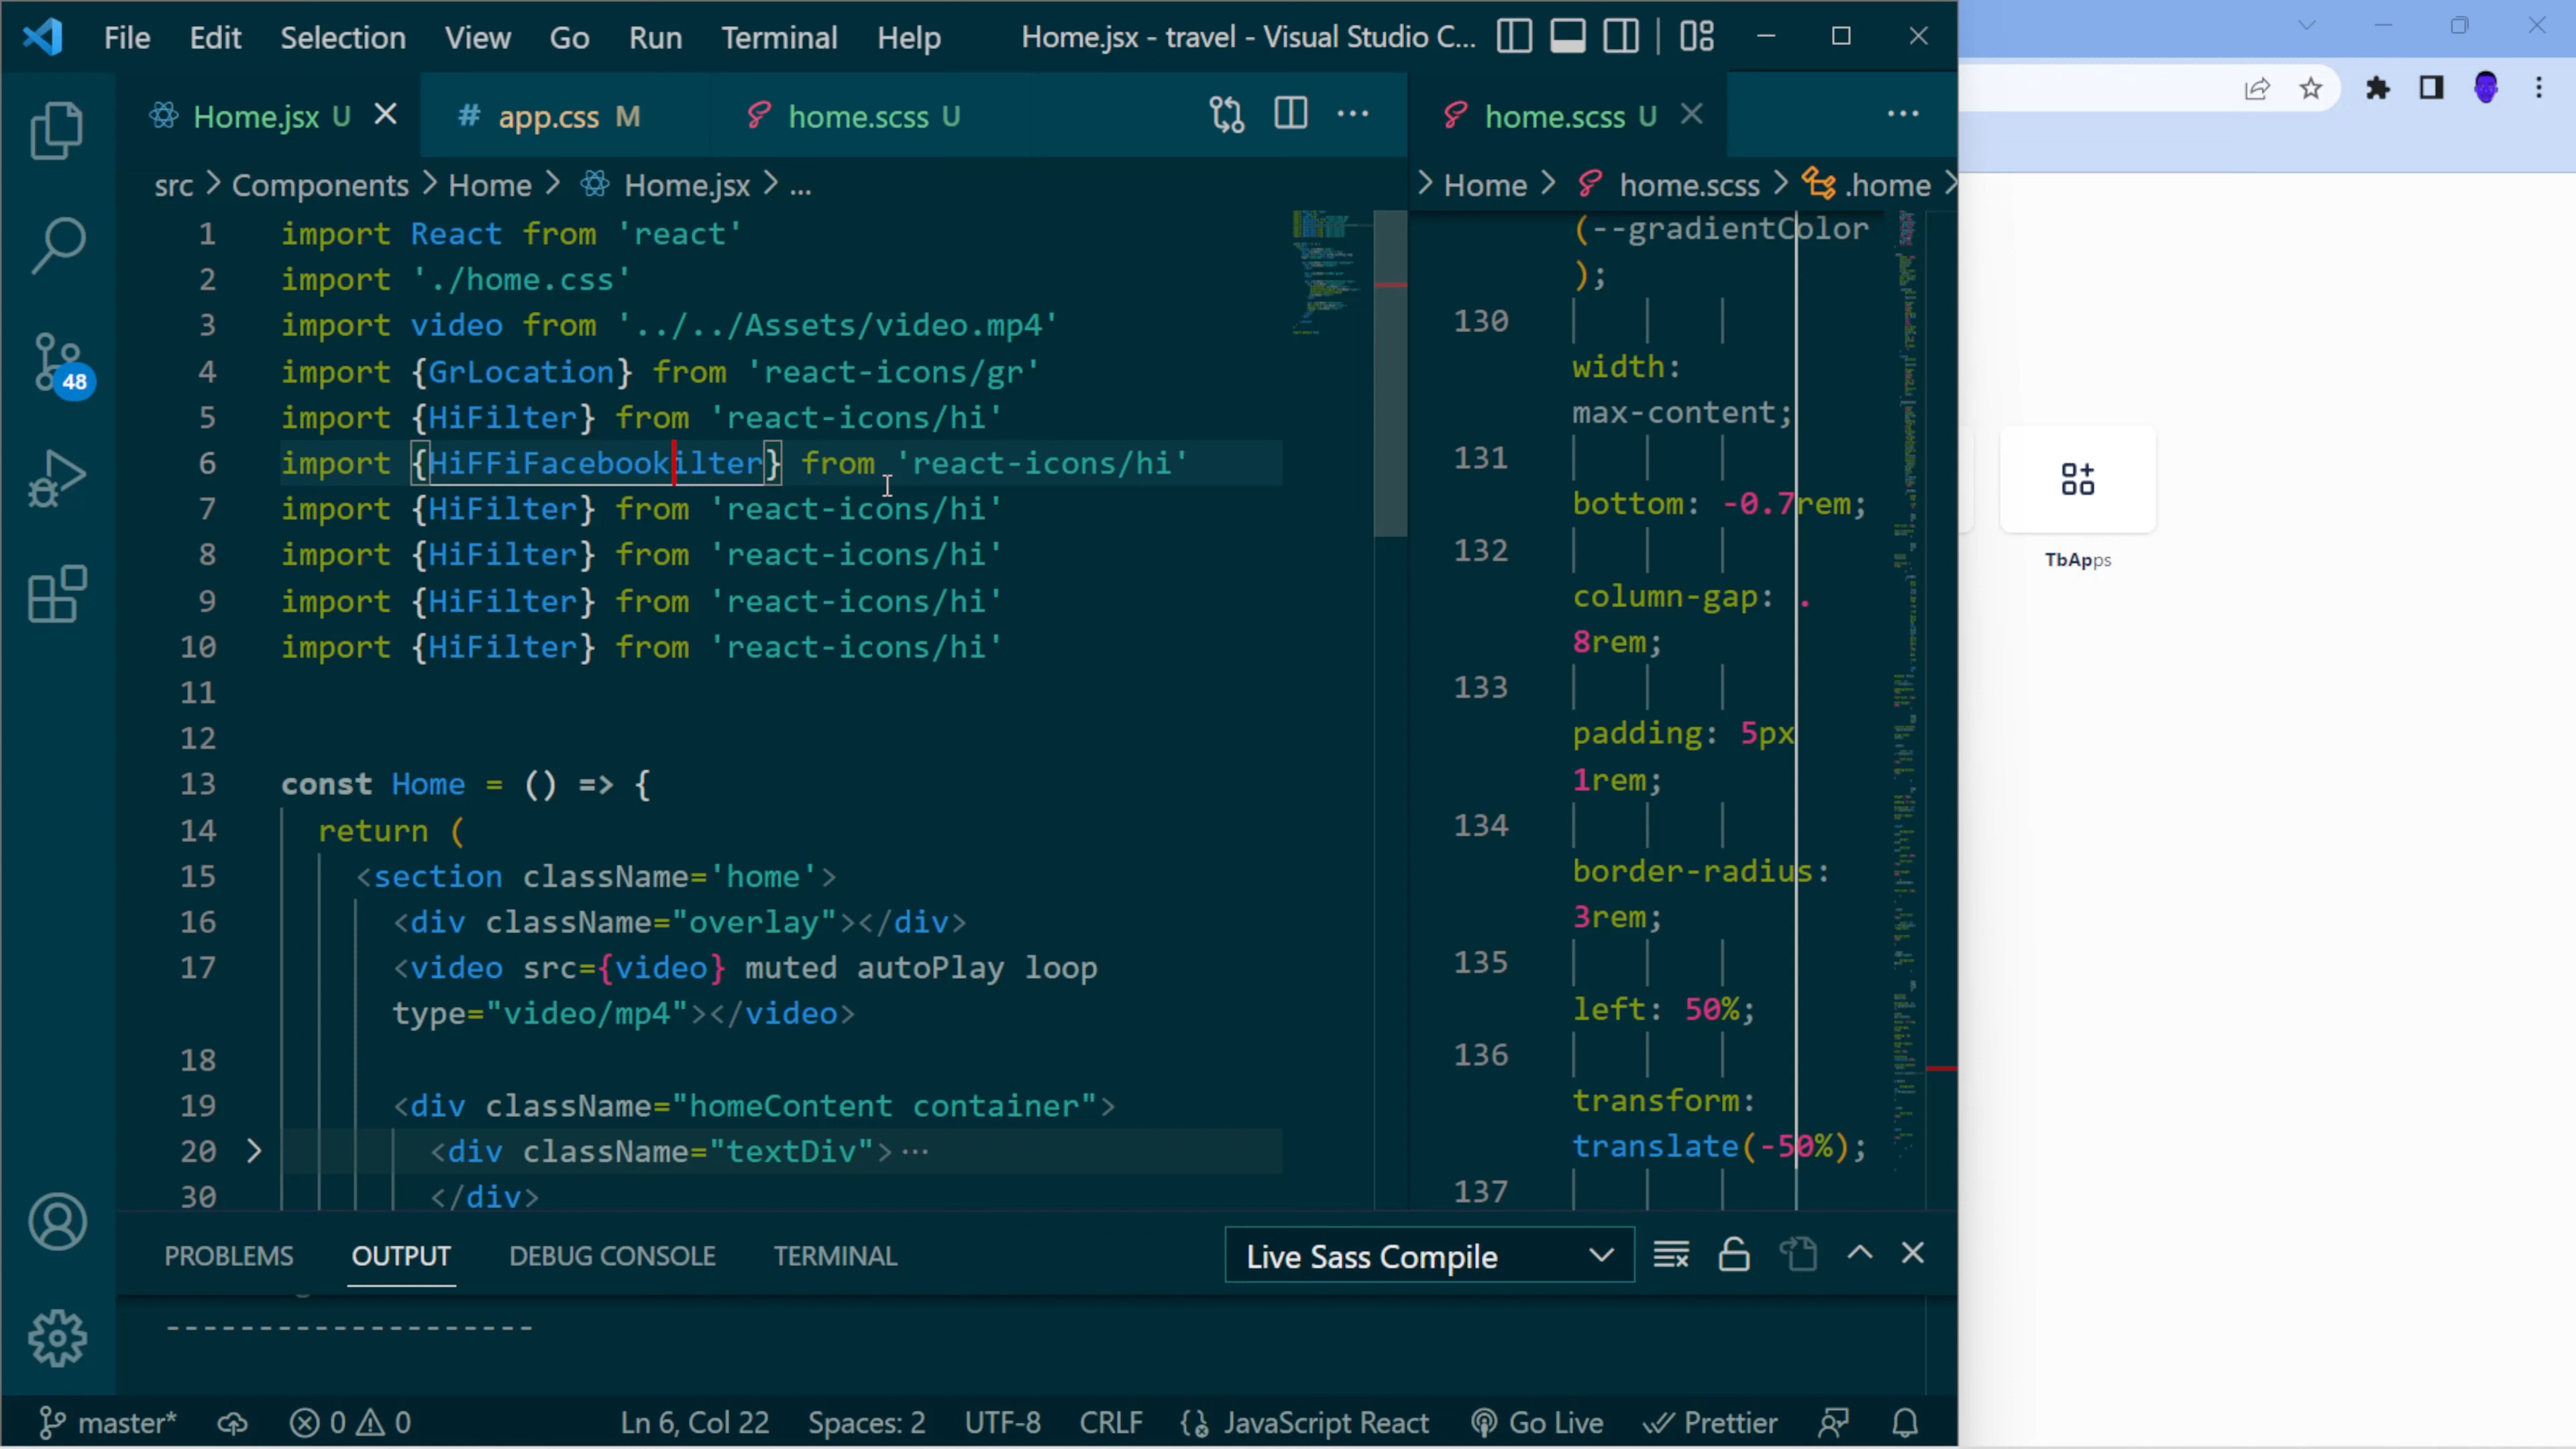 File Edit Selection View Go Run Terminal Help Home.jsx - travel - Visual Studio C...
Home.jsx U app.css M home.scss U
home.scss U
src > Components > Home > Home.jsx > ...
> Home > home.scss > .home >
1 import React from 'react'
2 import './home.css'
3 import video from '../../Assets/video.mp4'
4 import {GrLocation} from 'react-icons/gr'
5 import {HiFilter} from 'react-icons/hi'
6 import {HiFFiFacebookilter} from 'react-icons/hi'
7 import {HiFilter} from 'react-icons/hi'
8 import {HiFilter} from 'react-icons/hi'
9 import {HiFilter} from 'react-icons/hi'
10 import {HiFilter} from 'react-icons/hi'
11
12
13 const Home = () => {
14 return (
15 <section className='home'>
16 <div className="overlay"></div>
17 <video src={video} muted autoPlay loop
type="video/mp4"></video>
18
19 <div className="homeContent container">
20 <div className="textDiv">...
30 </div>
(--gradientColor
);
130
width:
max-content;
131
bottom: -0.7rem;
132
column-gap: .
8rem;
133
padding: 5px
1rem;
134
border-radius:
3rem;
135
left: 50%;
136
transform:
translate(-50%);
137
48
PROBLEMS OUTPUT DEBUG CONSOLE TERMINAL Live Sass Compile
--------------------
master* 0 0 Ln 6, Col 22 Spaces: 2 UTF-8 CRLF JavaScript React Go Live Prettier
TbApps